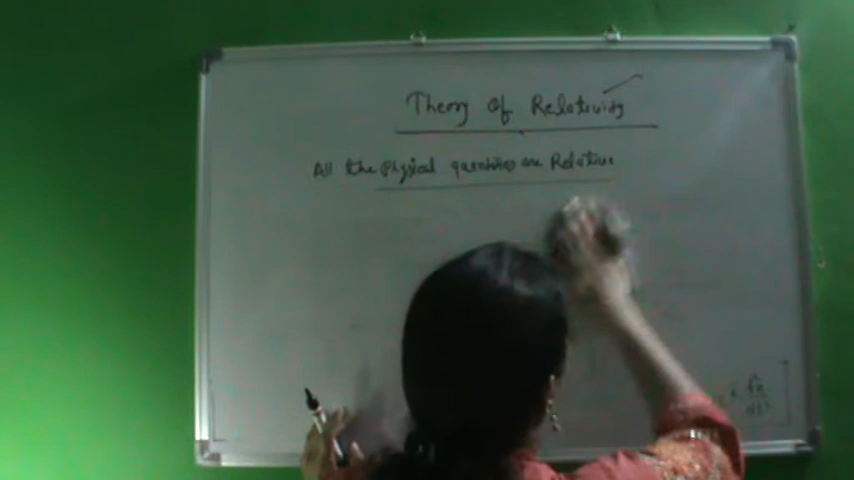 Theory of Relativity
All the physical quantities are Relative